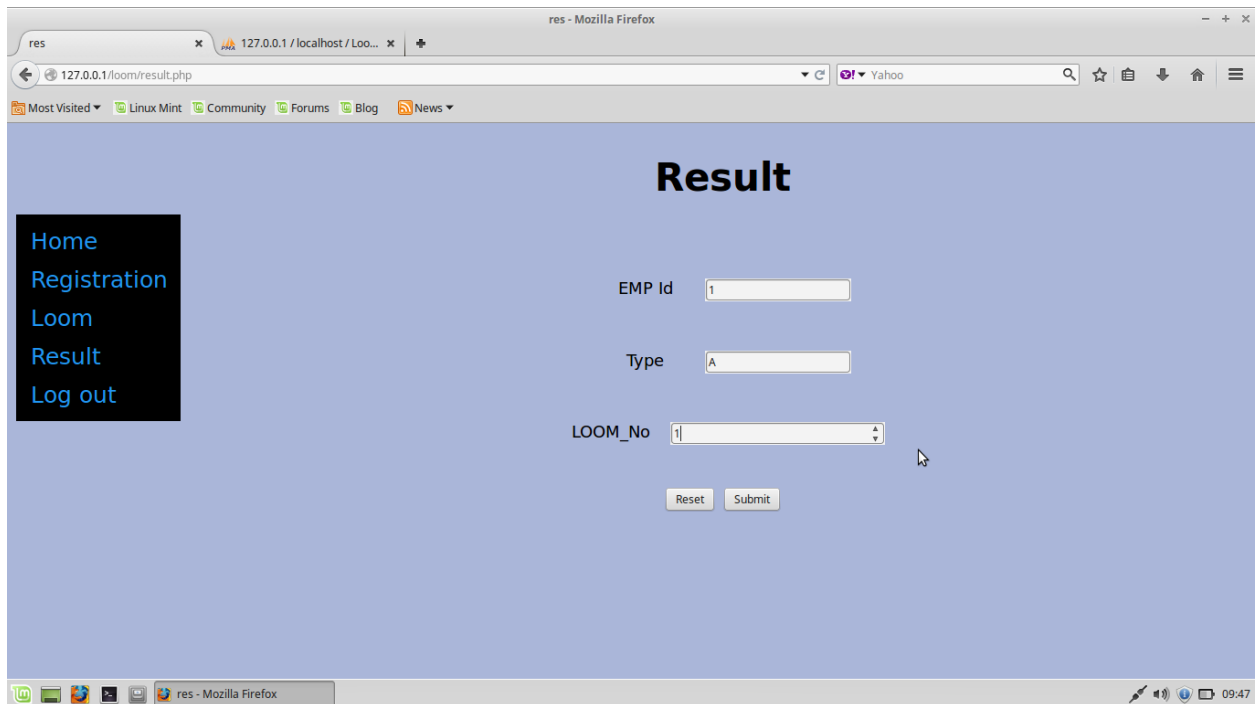 res - Mozilla Firefox
res
127.0.0.1 / localhost / Loo...
127.0.0.1/loom/result.php
Yahoo
Most Visited Linux Mint Community Forums Blog News
Result
Home
Registration
Loom
Result
Log out
EMP Id 1
Type A
LOOM_No 1
Reset Submit
res - Mozilla Firefox
09:47